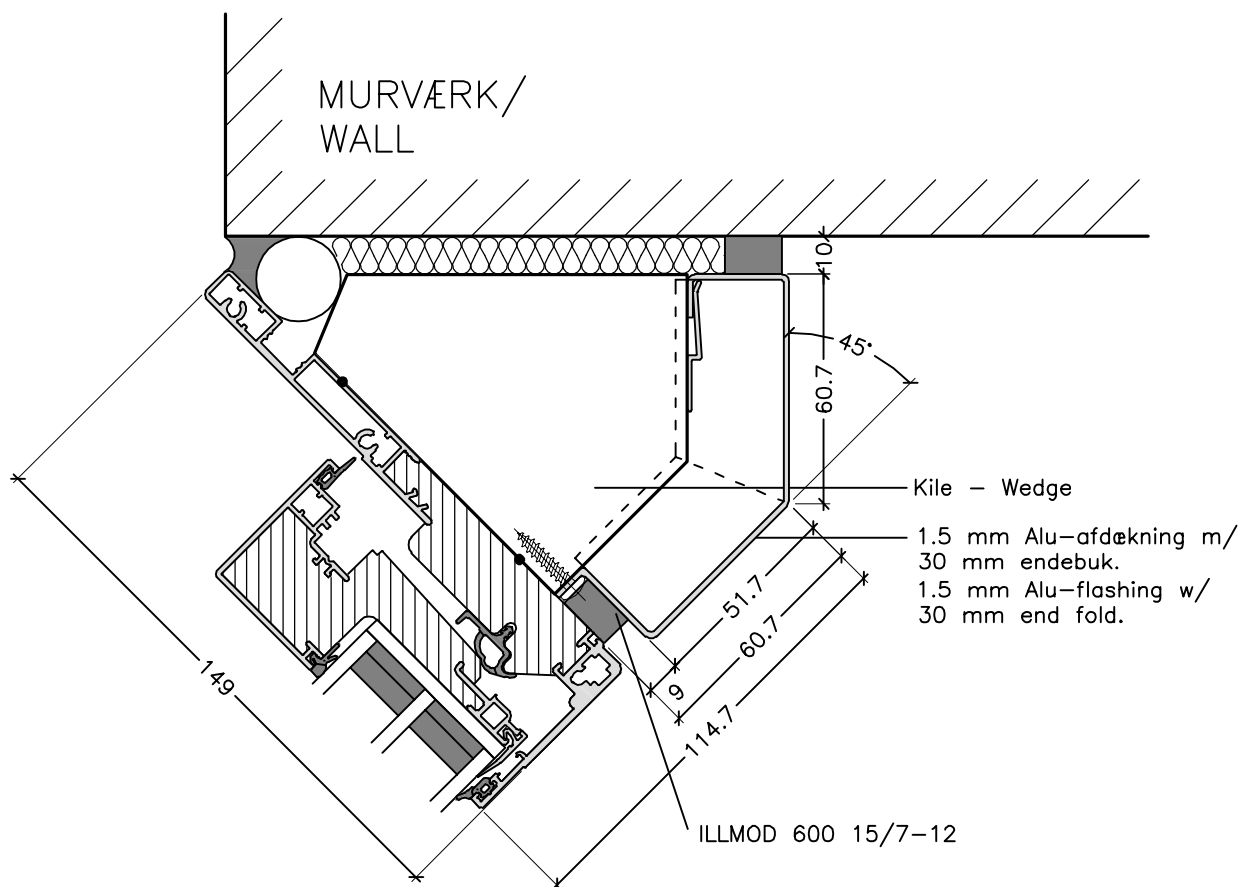 MURVÆRK/
WALL
10
45°
60.7
Kile – Wedge
1.5 mm Alu–afdækning m/
30 mm endebuk.
1.5 mm Alu–flashing w/
30 mm end fold.
51.7
60.7
9
114.7
149
ILLMOD 600 15/7–12